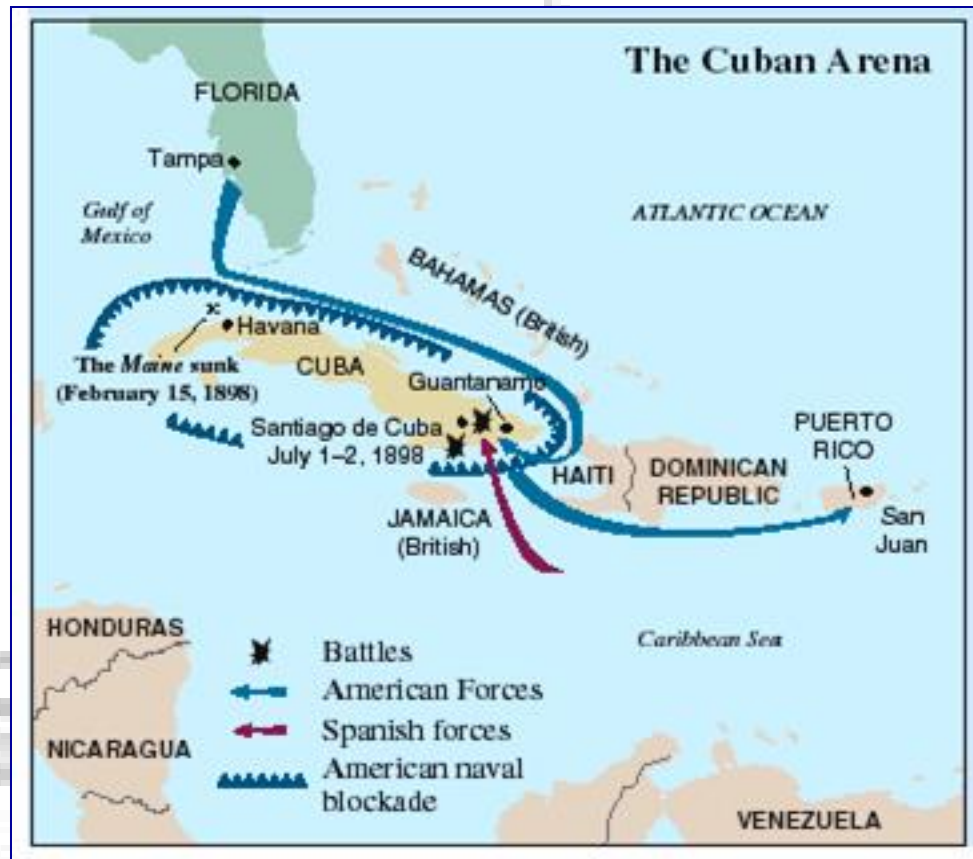 The Cuban Arena
FLORIDA
Tampa
Gulf of
Mexico
ATLANTIC OCEAN
BAHAMAS (British)
Havana
The Maine sunk
(February 15, 1898)
CUBA
Guantanamo
Santiago de Cuba
July 1–2, 1898
HAITI
DOMINICAN
REPUBLIC
PUERTO
RICO
San
Juan
JAMAICA
(British)
Caribbean Sea
HONDURAS
NICARAGUA
VENEZUELA
Battles
American Forces
Spanish forces
American naval
blockade